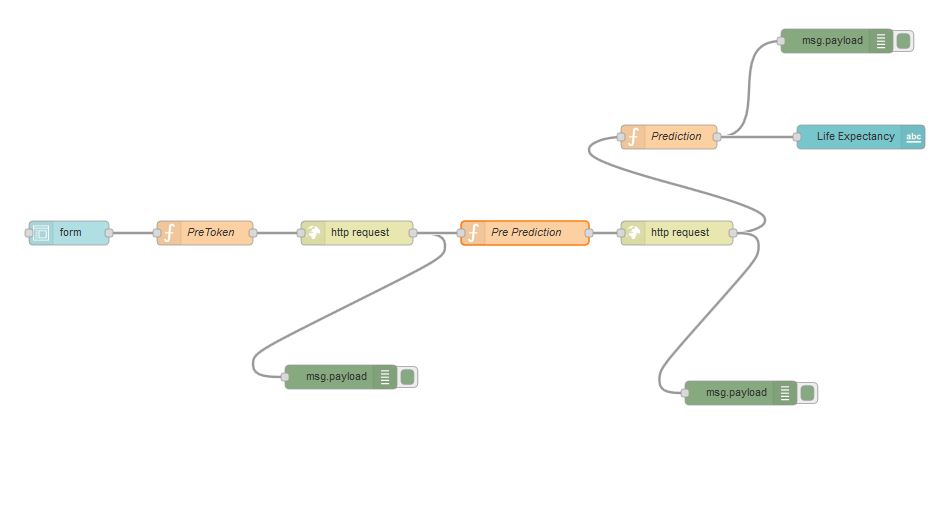 msg.payload
Prediction
Life Expectancy
abc
form
PreToken
http request
Pre Prediction
http request
msg.payload
msg.payload